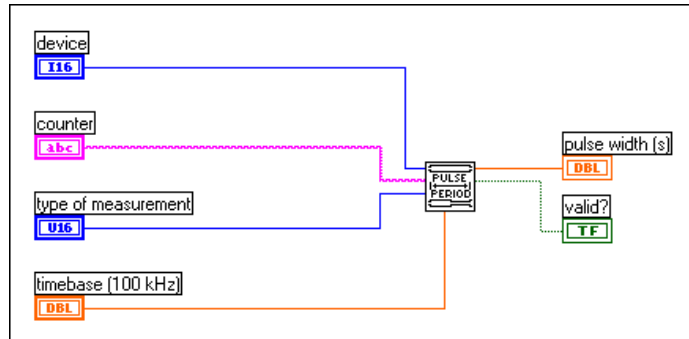 device
I16
counter
abc
pulse width (s)
DBL
PULSE
PERIOD
type of measurement
U16
valid?
TF
timebase (100 kHz)
DBL